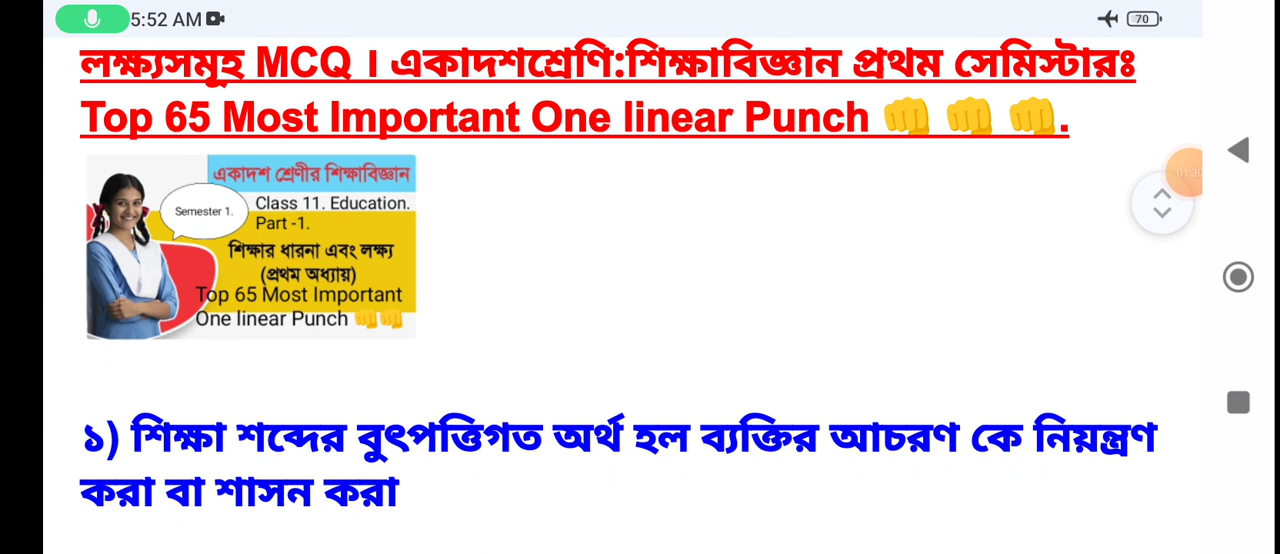 5:52 AM
70
লক্ষ্যসমূহ MCQ । একাদশশ্রেণি:শিক্ষাবিজ্ঞান প্রথম সেমিস্টারঃ
Top 65 Most Important One linear Punch 👊 👊 👊.
01:30
একাদশ শ্রেণীর শিক্ষাবিজ্ঞান
Semester 1.
Class 11. Education.
Part -1.
শিক্ষার ধারনা এবং লক্ষ্য
(প্রথম অধ্যায়)
Top 65 Most Important
One linear Punch 👊👊
১) শিক্ষা শব্দের বুৎপত্তিগত অর্থ হল ব্যক্তির আচরণ কে নিয়ন্ত্রণ
করা বা শাসন করা